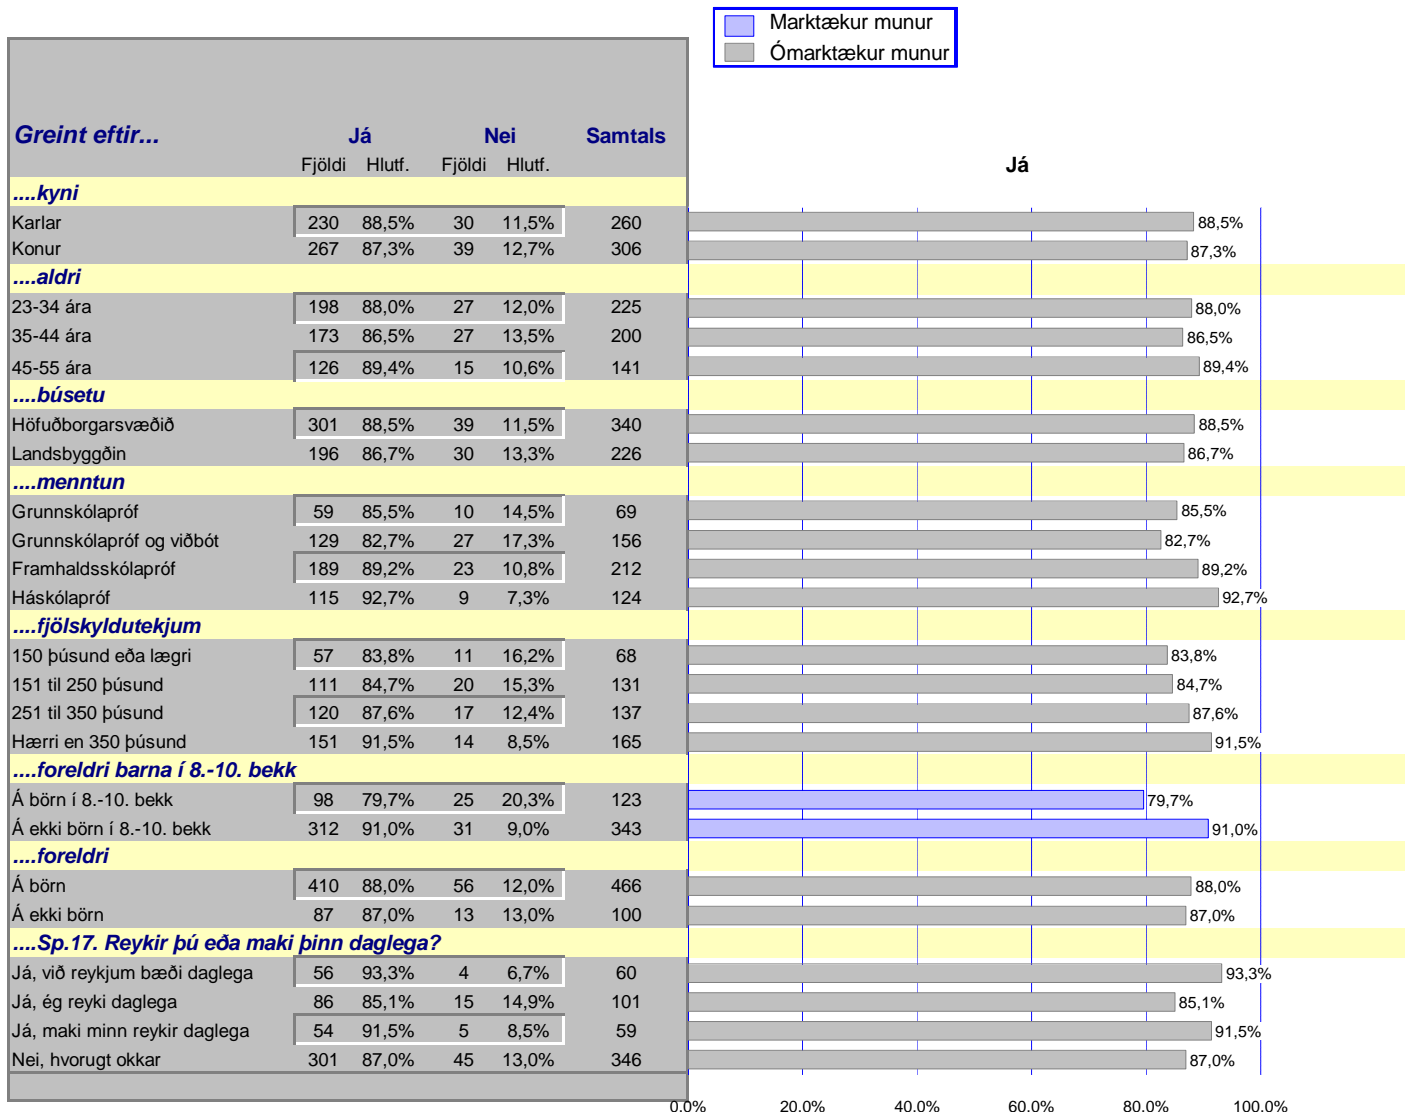 Marktækur munur
Ómarktækur munur
Greint eftir... Já Nei Samtals
Fjöldi Hlutf. Fjöldi Hlutf. Já
....kyni
Karlar 230 88,5% 30 11,5% 260 88,5%
Konur 267 87,3% 39 12,7% 306 87,3%
....aldri
23-34 ára 198 88,0% 27 12,0% 225 88,0%
35-44 ára 173 86,5% 27 13,5% 200 86,5%
45-55 ára 126 89,4% 15 10,6% 141 89,4%
....búsetu
Höfuðborgarsvæðið 301 88,5% 39 11,5% 340 88,5%
Landsbyggðin 196 86,7% 30 13,3% 226 86,7%
....menntun
Grunnskólapróf 59 85,5% 10 14,5% 69 85,5%
Grunnskólapróf og viðbót 129 82,7% 27 17,3% 156 82,7%
Framhaldsskólapróf 189 89,2% 23 10,8% 212 89,2%
Háskólapróf 115 92,7% 9 7,3% 124 92,7%
....fjölskyldutekjum
150 þúsund eða lægri 57 83,8% 11 16,2% 68 83,8%
151 til 250 þúsund 111 84,7% 20 15,3% 131 84,7%
251 til 350 þúsund 120 87,6% 17 12,4% 137 87,6%
Hærri en 350 þúsund 151 91,5% 14 8,5% 165 91,5%
....foreldri barna í 8.-10. bekk
Á börn í 8.-10. bekk 98 79,7% 25 20,3% 123 79,7%
Á ekki börn í 8.-10. bekk 312 91,0% 31 9,0% 343 91,0%
....foreldri
Á börn 410 88,0% 56 12,0% 466 88,0%
Á ekki börn 87 87,0% 13 13,0% 100 87,0%
....Sp.17. Reykir þú eða maki þinn daglega?
Já, við reykjum bæði daglega 56 93,3% 4 6,7% 60 93,3%
Já, ég reyki daglega 86 85,1% 15 14,9% 101 85,1%
Já, maki minn reykir daglega 54 91,5% 5 8,5% 59 91,5%
Nei, hvorugt okkar 301 87,0% 45 13,0% 346 87,0%
0.0% 20.0% 40.0% 60.0% 80.0% 100.0%